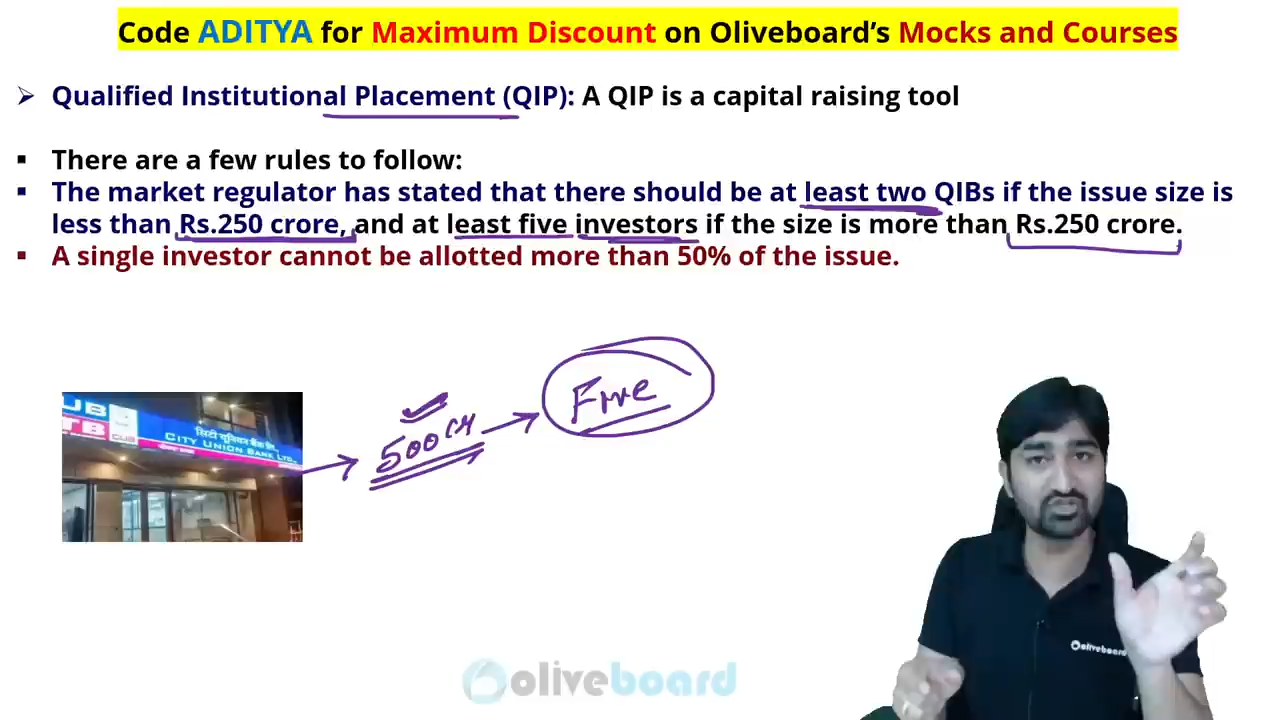 Code ADITYA for Maximum Discount on Oliveboard’s Mocks and Courses
➢ Qualified Institutional Placement (QIP): A QIP is a capital raising tool
▪ There are a few rules to follow:
▪ The market regulator has stated that there should be at least two QIBs if the issue size is
less than Rs.250 crore, and at least five investors if the size is more than Rs.250 crore.
▪ A single investor cannot be allotted more than 50% of the issue.
Five
500 cr
सिटी यूनियन बैंक लि.
CITY UNION BANK LTD.
CUB
oliveboard
oliveboard